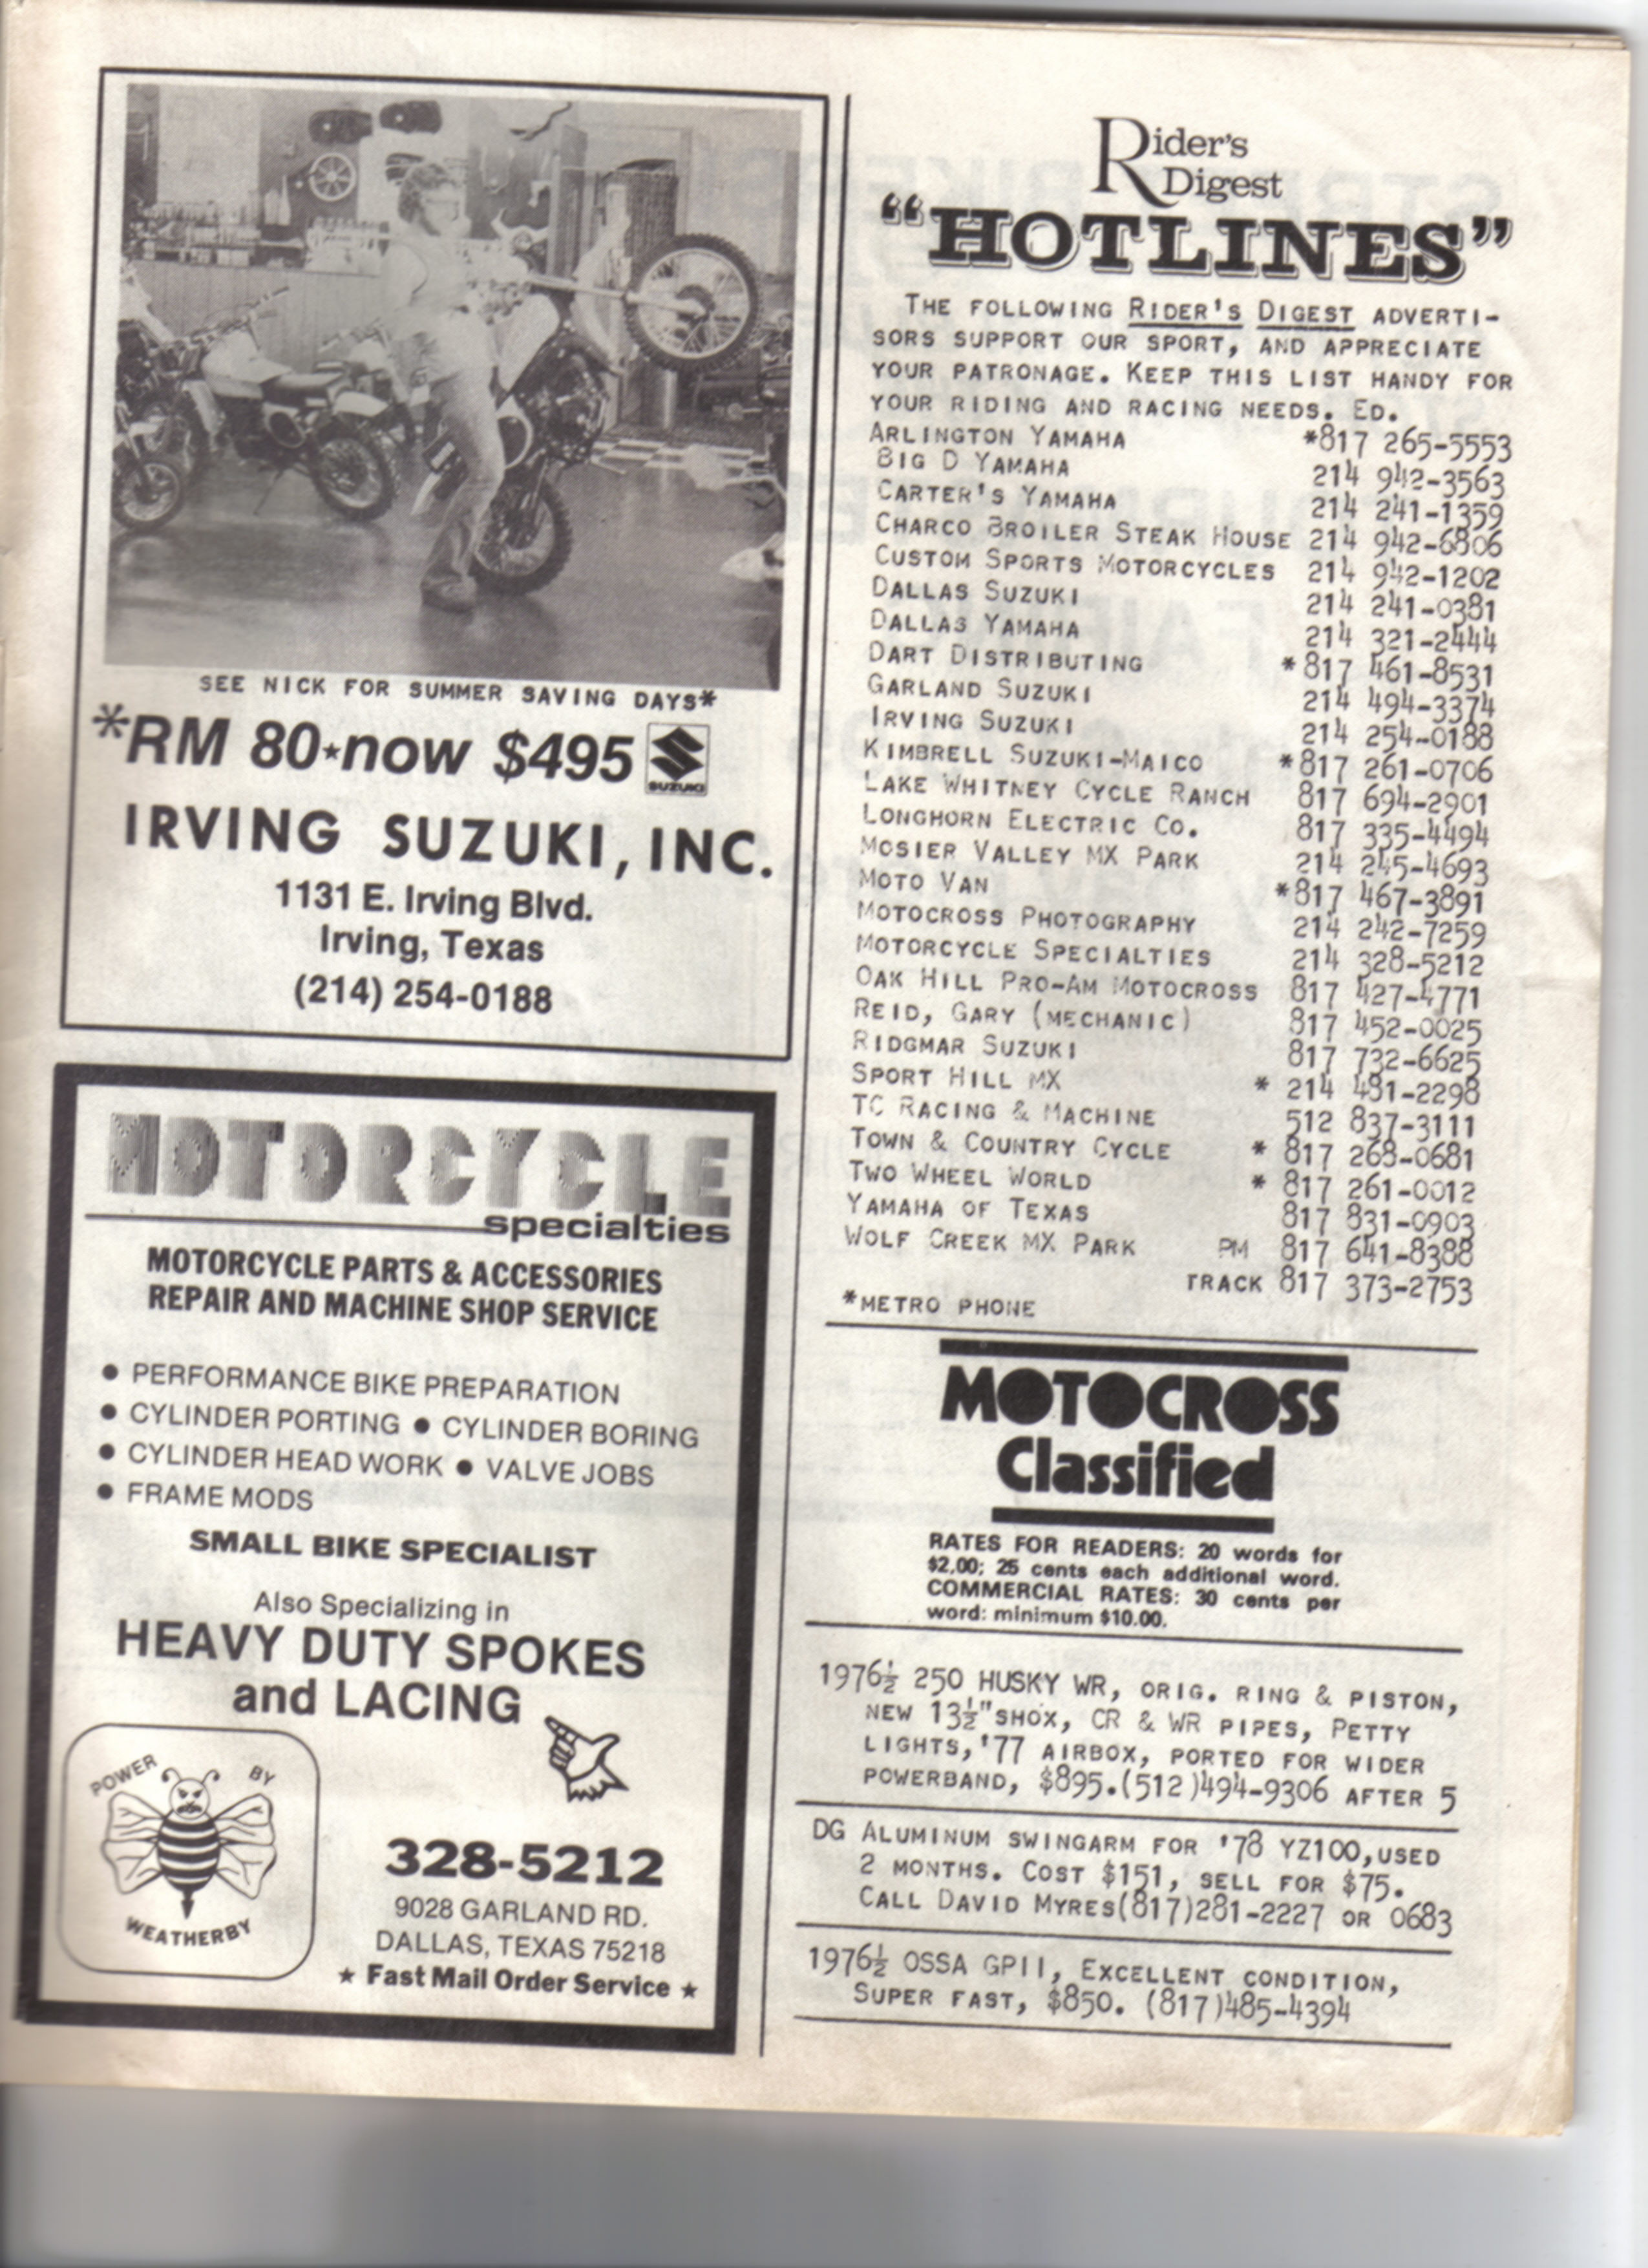 SEE NICK FOR SUMMER SAVING DAYS*
*RM 80★now $495
SUZUKI
IRVING SUZUKI, INC.
1131 E. Irving Blvd.
Irving, Texas
(214) 254-0188
MOTORCYCLE
specialties
MOTORCYCLE PARTS & ACCESSORIES
REPAIR AND MACHINE SHOP SERVICE
● PERFORMANCE BIKE PREPARATION
● CYLINDER PORTING ● CYLINDER BORING
● CYLINDER HEAD WORK ● VALVE JOBS
● FRAME MODS
SMALL BIKE SPECIALIST
Also Specializing in
HEAVY DUTY SPOKES
and LACING
POWER BY
WEATHERBY
328-5212
9028 GARLAND RD.
DALLAS, TEXAS 75218
★ Fast Mail Order Service ★
Rider's
Digest
"HOTLINES"
THE FOLLOWING RIDER'S DIGEST ADVERTI-
SORS SUPPORT OUR SPORT, AND APPRECIATE
YOUR PATRONAGE. KEEP THIS LIST HANDY FOR
YOUR RIDING AND RACING NEEDS. ED.
ARLINGTON YAMAHA *817 265-5553
BIG D YAMAHA 214 942-3563
CARTER'S YAMAHA 214 241-1359
CHARCO BROILER STEAK HOUSE 214 942-6806
CUSTOM SPORTS MOTORCYCLES 214 942-1202
DALLAS SUZUKI 214 241-0381
DALLAS YAMAHA 214 321-2444
DART DISTRIBUTING *817 461-8531
GARLAND SUZUKI 214 494-3374
IRVING SUZUKI 214 254-0188
KIMBRELL SUZUKI-MAICO *817 261-0706
LAKE WHITNEY CYCLE RANCH 817 694-2901
LONGHORN ELECTRIC CO. 817 335-4494
MOSIER VALLEY MX PARK 214 245-4693
MOTO VAN *817 467-3891
MOTOCROSS PHOTOGRAPHY 214 242-7259
MOTORCYCLE SPECIALTIES 214 328-5212
OAK HILL PRO-AM MOTOCROSS 817 427-4771
REID, GARY (MECHANIC) 817 452-0025
RIDGMAR SUZUKI 817 732-6625
SPORT HILL MX * 214 481-2298
TC RACING & MACHINE 512 837-3111
TOWN & COUNTRY CYCLE * 817 268-0681
TWO WHEEL WORLD * 817 261-0012
YAMAHA OF TEXAS 817 831-0903
WOLF CREEK MX PARK PM 817 641-8388
TRACK 817 373-2753
*METRO PHONE
MOTOCROSS
Classified
RATES FOR READERS: 20 words for
$2.00; 25 cents each additional word.
COMMERCIAL RATES: 30 cents per
word: minimum $10.00.
1976½ 250 HUSKY WR, ORIG. RING & PISTON,
NEW 13½"SHOX, CR & WR PIPES, PETTY
LIGHTS,'77 AIRBOX, PORTED FOR WIDER
POWERBAND, $895.(512)494-9306 AFTER 5
DG ALUMINUM SWINGARM FOR '78 YZ100,USED
2 MONTHS. COST $151, SELL FOR $75.
CALL DAVID MYRES(817)281-2227 OR 0683
1976½ OSSA GPII, EXCELLENT CONDITION,
SUPER FAST, $850. (817)485-4394